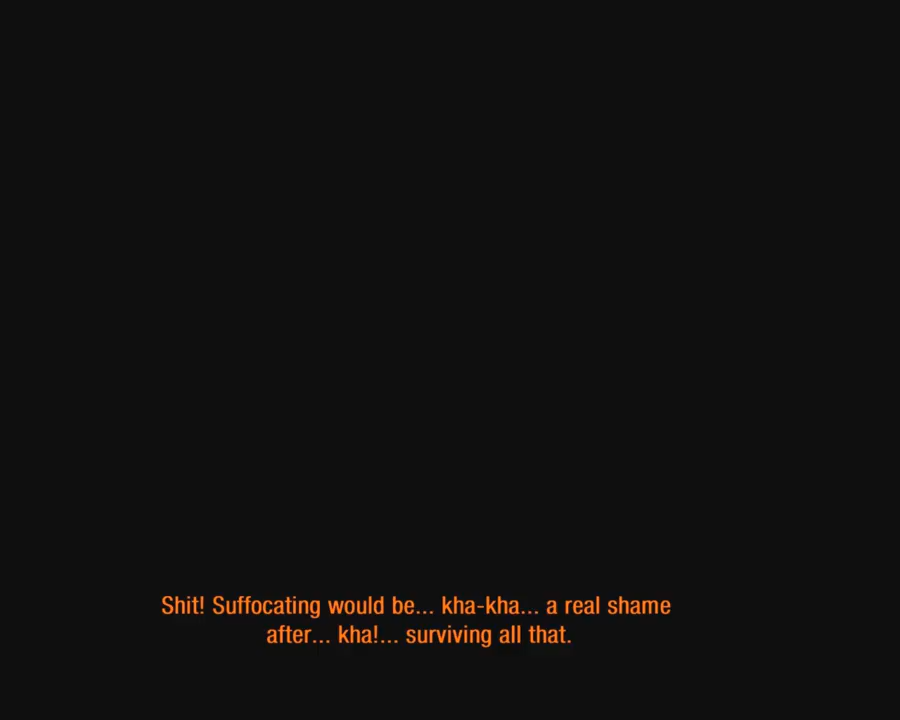 Shit! Suffocating would be... kha-kha... a real shame
after... kha!... surviving all that.